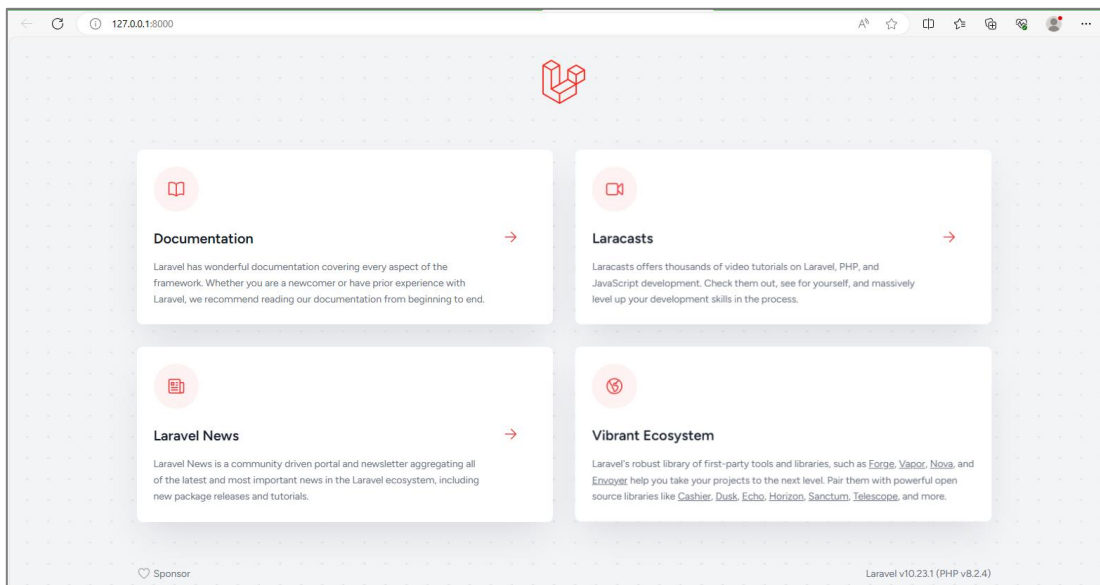 127.0.0.1:8000
Documentation
Laravel has wonderful documentation covering every aspect of the
framework. Whether you are a newcomer or have prior experience with
Laravel, we recommend reading our documentation from beginning to end.
Laracasts
Laracasts offers thousands of video tutorials on Laravel, PHP, and
JavaScript development. Check them out, see for yourself, and massively
level up your development skills in the process.
Laravel News
Laravel News is a community driven portal and newsletter aggregating all
of the latest and most important news in the Laravel ecosystem, including
new package releases and tutorials.
Vibrant Ecosystem
Laravel's robust library of first-party tools and libraries, such as Forge, Vapor, Nova, and
Envoyer help you take your projects to the next level. Pair them with powerful open
source libraries like Cashier, Dusk, Echo, Horizon, Sanctum, Telescope, and more.
Sponsor
Laravel v10.23.1 (PHP v8.2.4)